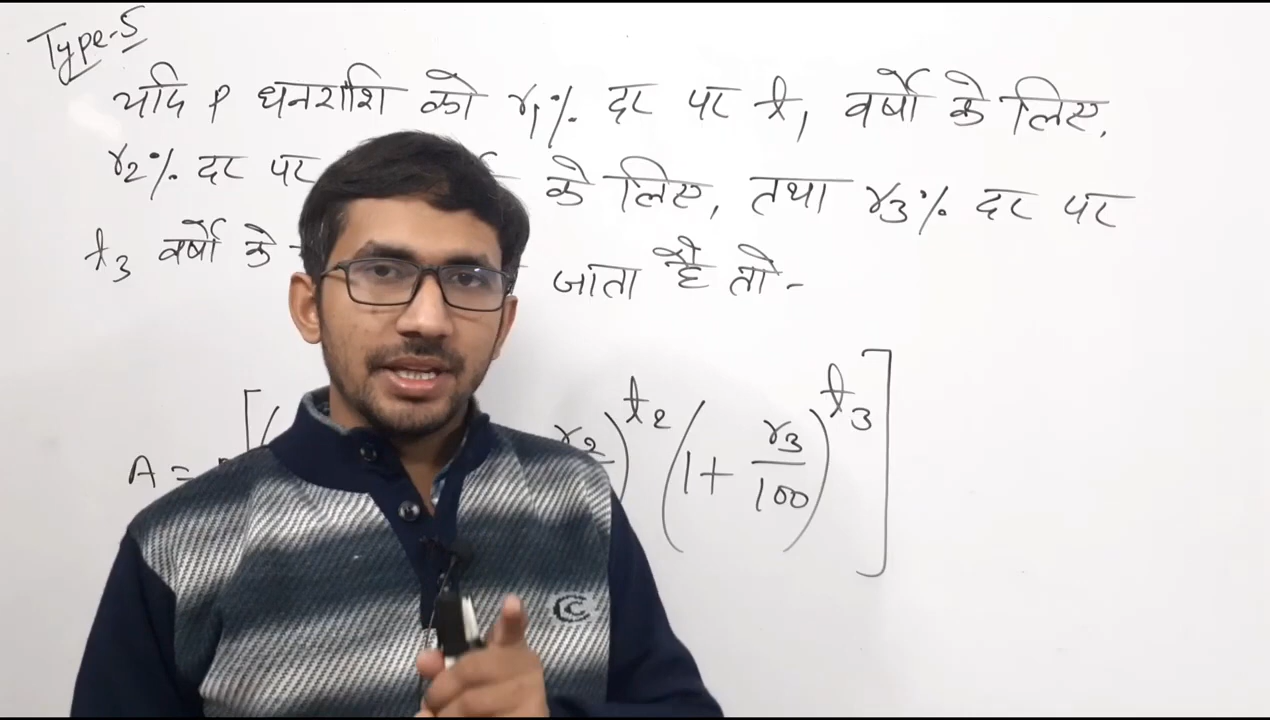 Type-5
यदि P धनराशि को r₁% दर पर t₁ वर्षो के लिए,
r₂% दर पर के लिए, तथा r₃% दर पर
t₃ वर्षो के जाता है तो -
A = [( r₂ )^t₂ (1 + r₃/100)^t₃]
C